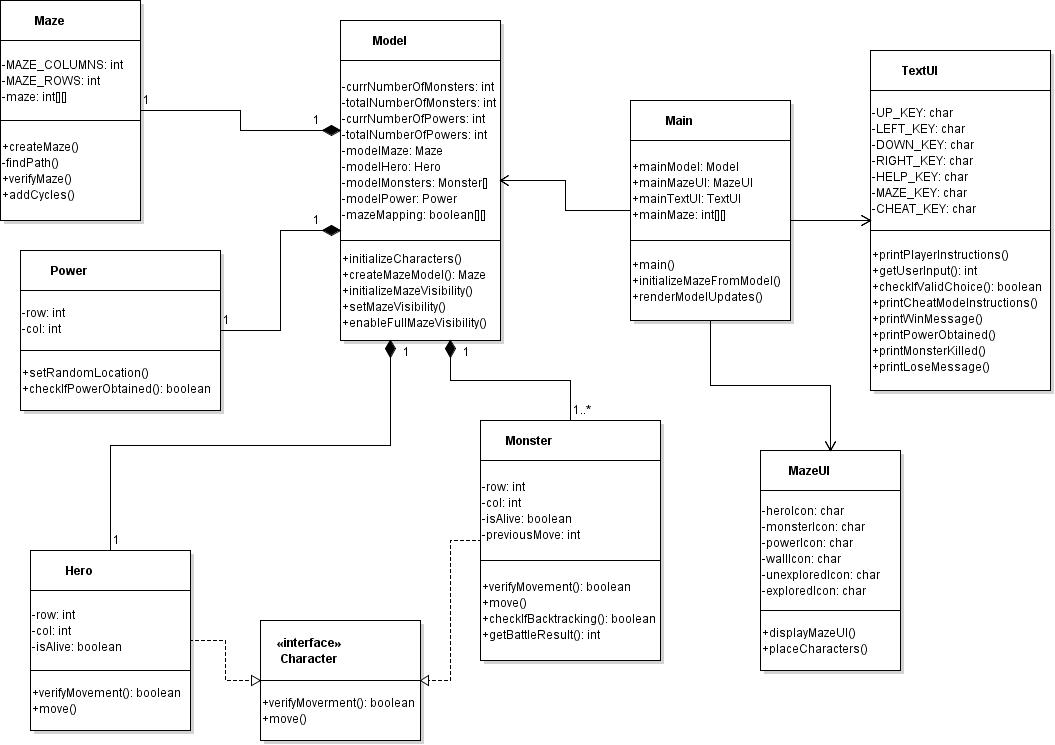 Maze
-MAZE_COLUMNS: int
-MAZE_ROWS: int
-maze: int[][]
+createMaze()
-findPath()
+verifyMaze()
+addCycles()
1
1
Model
-currNumberOfMonsters: int
-totalNumberOfMonsters: int
-currNumberOfPowers: int
-totalNumberOfPowers: int
-modelMaze: Maze
-modelHero: Hero
-modelMonsters: Monster[]
-modelPower: Power
-mazeMapping: boolean[][]
+initializeCharacters()
+createMazeModel(): Maze
+initializeMazeVisibility()
+setMazeVisibility()
+enableFullMazeVisibility()
Main
+mainModel: Model
+mainMazeUI: MazeUI
+mainTextUI: TextUI
+mainMaze: int[][]
+main()
+initializeMazeFromModel()
+renderModelUpdates()
TextUI
-UP_KEY: char
-LEFT_KEY: char
-DOWN_KEY: char
-RIGHT_KEY: char
-HELP_KEY: char
-MAZE_KEY: char
-CHEAT_KEY: char
+printPlayerInstructions()
+getUserInput(): int
+checkIfValidChoice(): boolean
+printCheatModeInstructions()
+printWinMessage()
+printPowerObtained()
+printMonsterKilled()
+printLoseMessage()
1
Power
-row: int
-col: int
+setRandomLocation()
+checkIfPowerObtained(): boolean
1
1
1
1..*
Monster
-row: int
-col: int
-isAlive: boolean
-previousMove: int
+verifyMovement(): boolean
+move()
+checkIfBacktracking(): boolean
+getBattleResult(): int
MazeUI
-heroIcon: char
-monsterIcon: char
-powerIcon: char
-wallIcon: char
-unexploredIcon: char
-exploredIcon: char
+displayMazeUI()
+placeCharacters()
1
Hero
-row: int
-col: int
-isAlive: boolean
+verifyMovement(): boolean
+move()
«interface»
Character
+verifyMoverment(): boolean
+move()